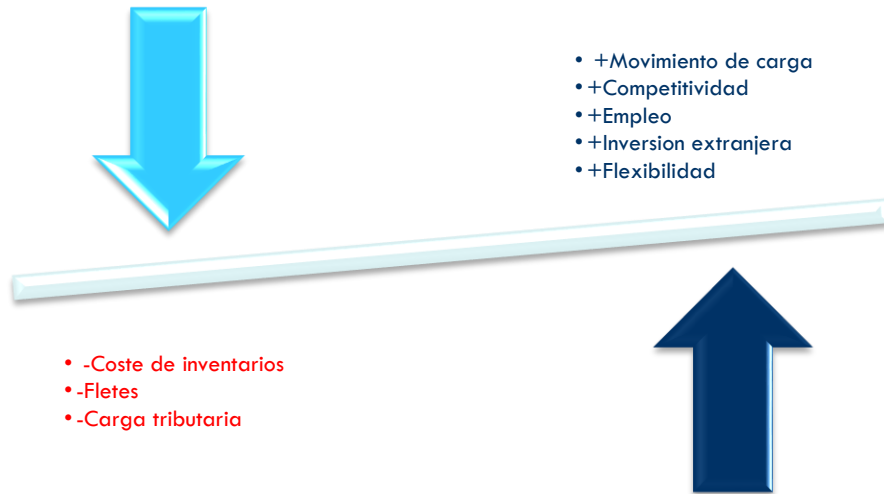 • +Movimiento de carga
• +Competitividad
• +Empleo
• +Inversion extranjera
• +Flexibilidad
• -Coste de inventarios
• -Fletes
• -Carga tributaria